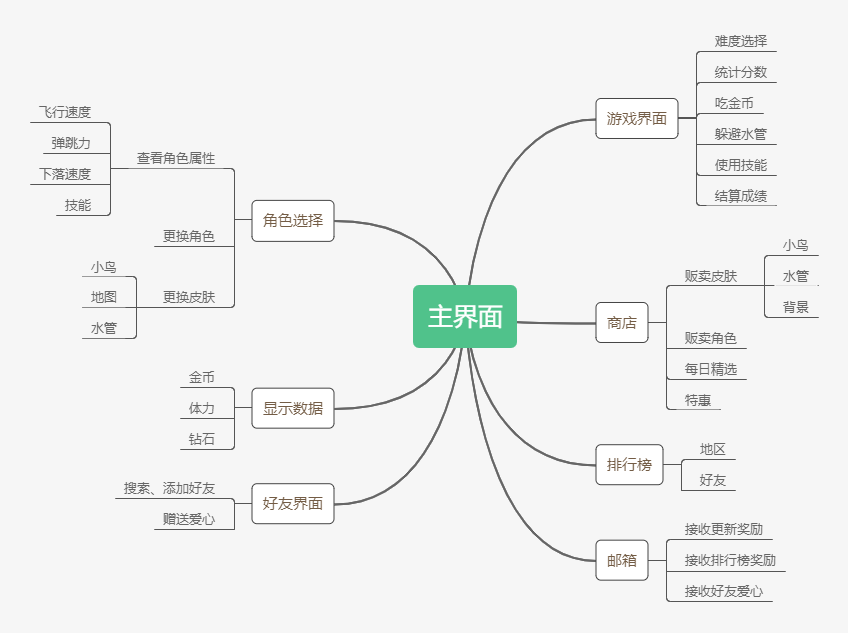 主界面
游戏界面
难度选择
统计分数
吃金币
躲避水管
使用技能
结算成绩
商店
贩卖皮肤
小鸟
水管
背景
贩卖角色
每日精选
特惠
排行榜
地区
好友
邮箱
接收更新奖励
接收排行榜奖励
接收好友爱心
角色选择
查看角色属性
飞行速度
弹跳力
下落速度
技能
更换角色
更换皮肤
小鸟
地图
水管
显示数据
金币
体力
钻石
好友界面
搜索、添加好友
赠送爱心